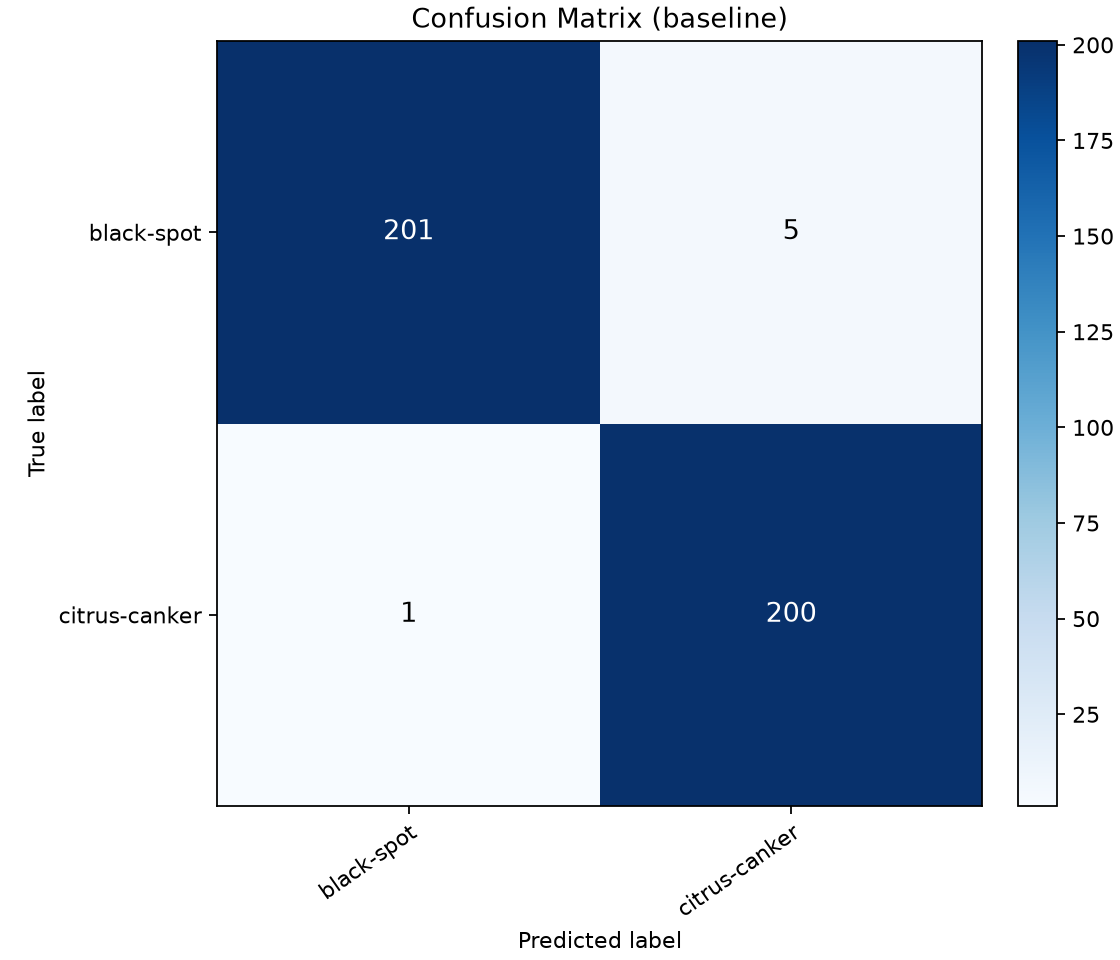 Confusion Matrix (baseline)
200
175
150
125
100
75
50
25
True label
black-spot
201
5
citrus-canker
1
200
black-spot
citrus-canker
Predicted label